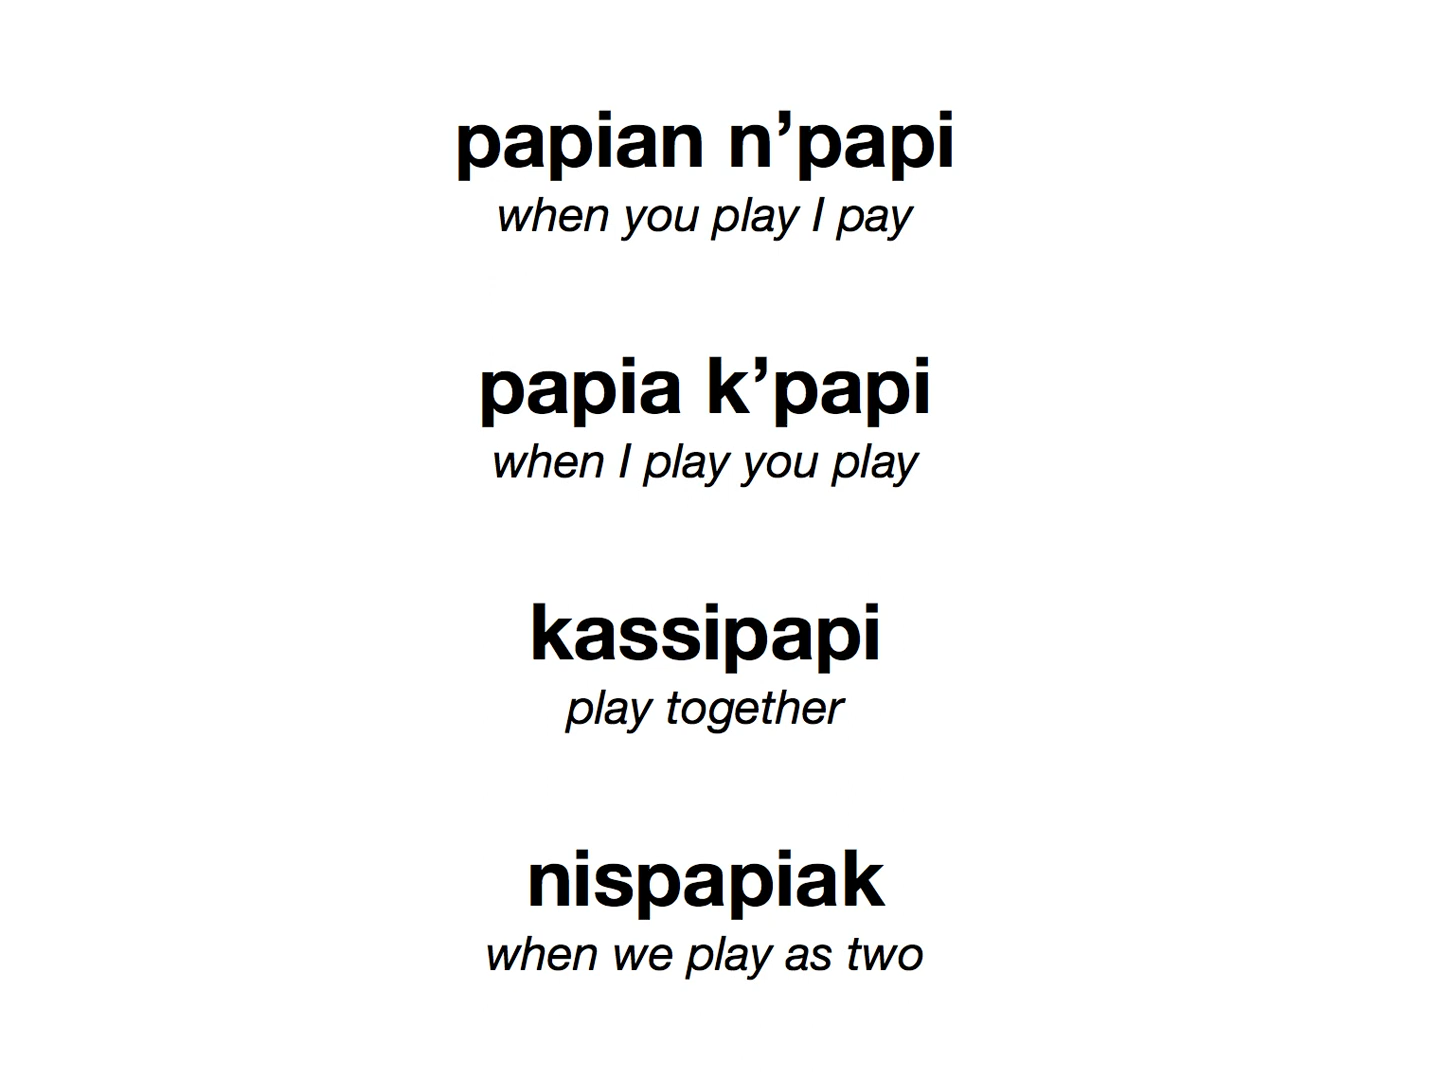 papian n’papi
when you play I pay
papia k’papi
when I play you play
kassipapi
play together
nispapiak
when we play as two